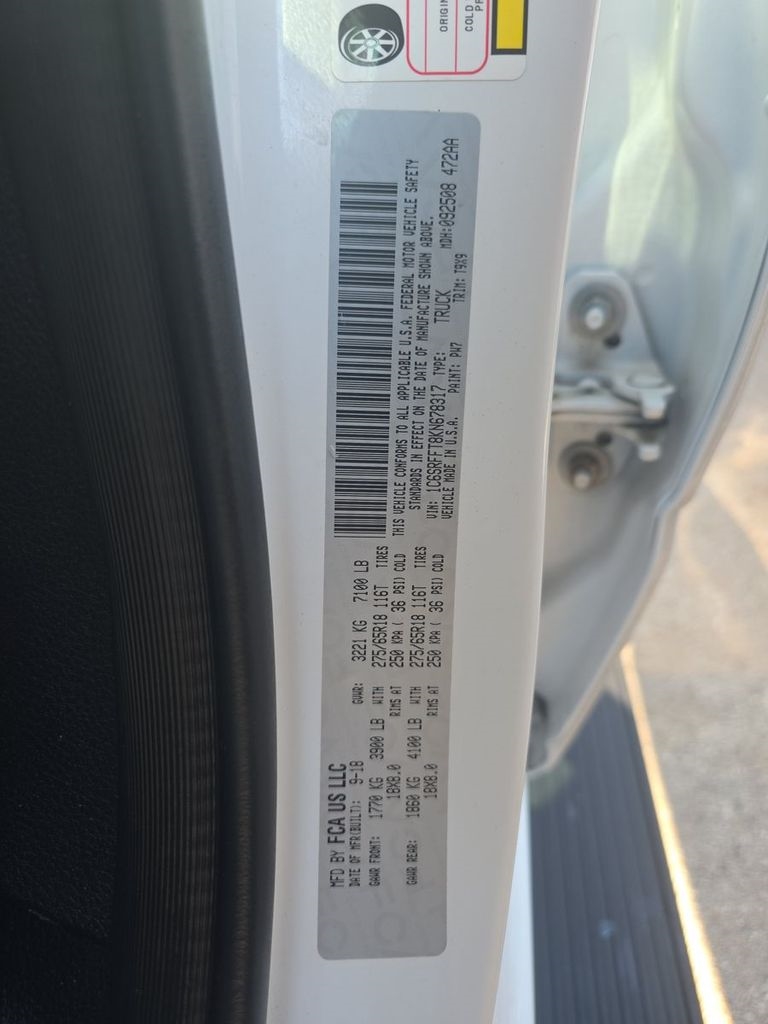 ORIGIN
COLD
MFD BY FCA US LLC
DATE OF MFR(BUILT): 9-18 GVWR: 3221 KG 7100 LB
GAWR FRONT: 1770 KG 3900 LB WITH 275/65R18 116T TIRES
18X8.0 RIMS AT 250 KPA ( 36 PSI) COLD
GAWR REAR: 1860 KG 4100 LB WITH 275/65R18 116T TIRES
18X8.0 RIMS AT 250 KPA ( 36 PSI) COLD
THIS VEHICLE CONFORMS TO ALL APPLICABLE U.S.A. FEDERAL MOTOR VEHICLE SAFETY
STANDARDS IN EFFECT ON THE DATE OF MANUFACTURE SHOWN ABOVE.
VIN: 1C6SRFFT8KN678317 TYPE: TRUCK MDH:092508 472AA
VEHICLE MADE IN U.S.A. PAINT: PW7 TRIM: T9X9